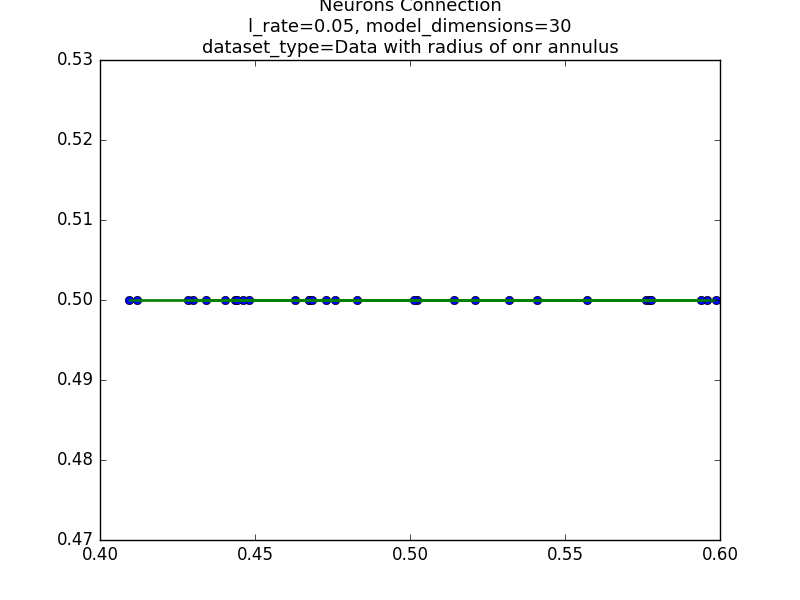 Neurons Connection
l_rate=0.05, model_dimensions=30
dataset_type=Data with radius of onr annulus
0.53
0.52
0.51
0.50
0.49
0.48
0.47
0.40 0.45 0.50 0.55 0.60